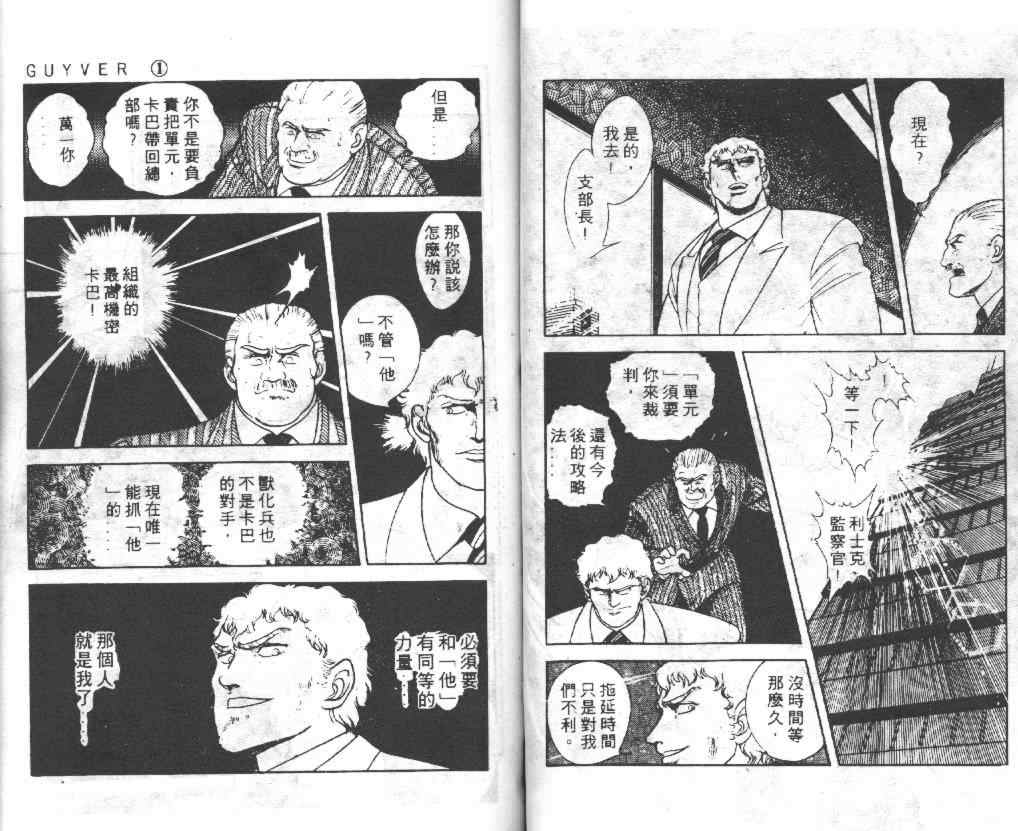 現在?
是的,
我去!
支部長!
!
等一下!
利士克
監察官!
「單元
」須要
你來裁
判,
還有今
後的攻略
法....
沒時間等
那麼久,
拖延時間
只是對我
們不利。
GUYVER ①
但是....
你不是要負
責把單元,
卡巴帶回總
部嗎?
萬一你
....
那你説該
怎麼辦?
不管「他
」嗎?
組織的
最高機密
卡巴!
獸化兵也
不是卡巴
的對手,
現在唯一
能抓「他
」的....
必須要
和「他」
有同等的
力量....
那個人
就是我了....